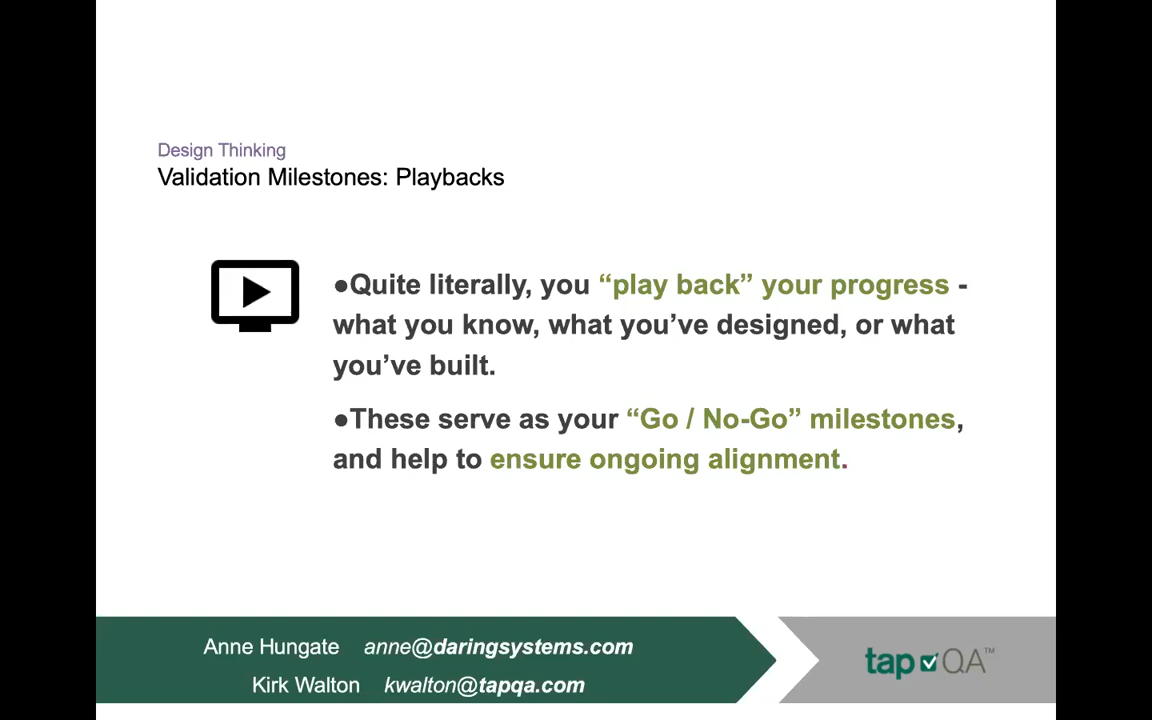 Design Thinking
Validation Milestones: Playbacks
●Quite literally, you “play back” your progress -
what you know, what you’ve designed, or what
you’ve built.
●These serve as your “Go / No-Go” milestones,
and help to ensure ongoing alignment.
Anne Hungate anne@daringsystems.com
Kirk Walton kwalton@tapqa.com
tap QA™